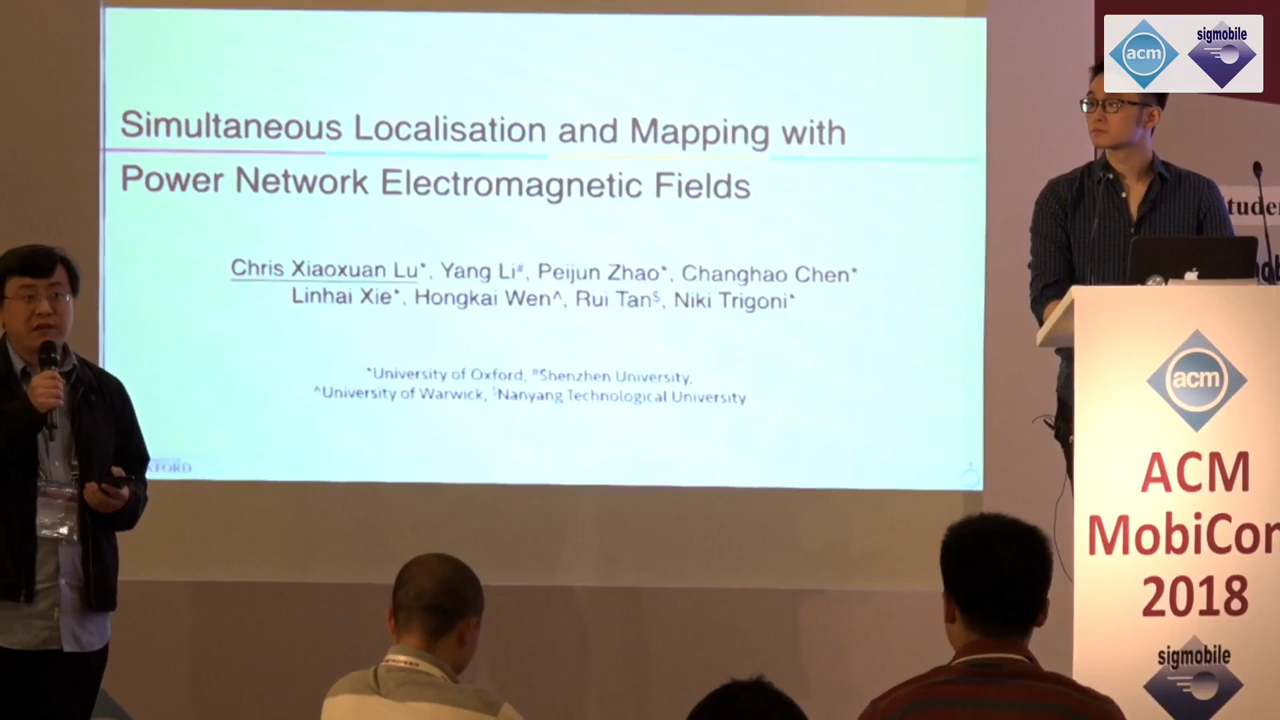 acm
sigmobile
Simultaneous Localisation and Mapping with
Power Network Electromagnetic Fields
Chris Xiaoxuan Lu*, Yang Li#, Peijun Zhao*, Changhao Chen*
Linhai Xie*, Hongkai Wen^, Rui Tan$, Niki Trigoni*
*University of Oxford, #Shenzhen University,
^University of Warwick, $Nanyang Technological University
acm
ACM
MobiCom
2018
sigmobile